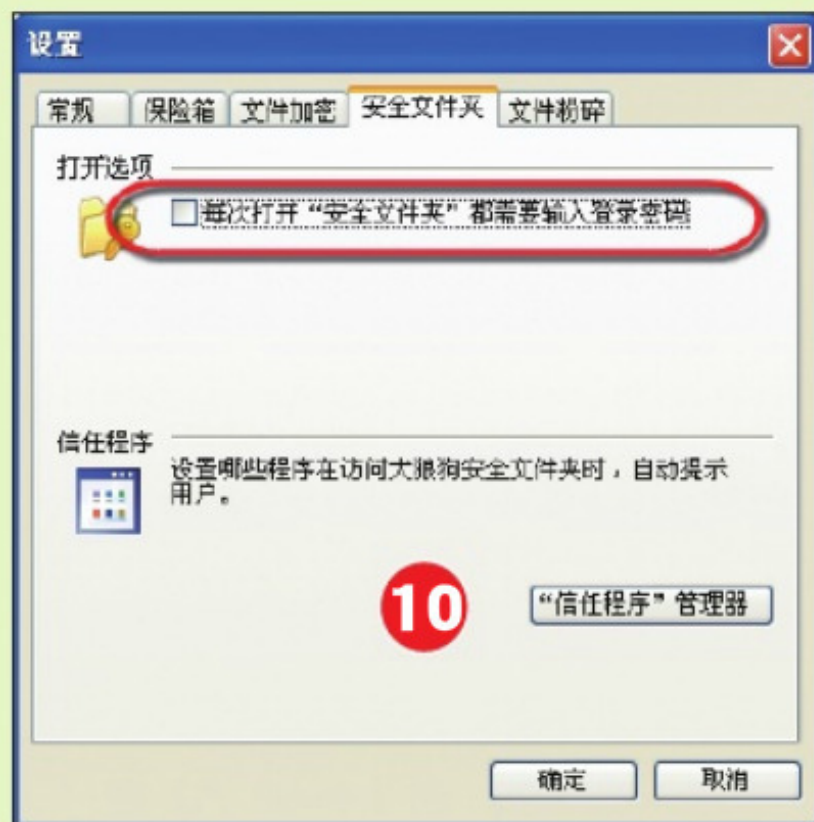 设置
常规 保险箱 文件加密 安全文件夹 文件粉碎
打开选项
每次打开“安全文件夹”都需要输入登录密码
信任程序
设置哪些程序在访问大狼狗安全文件夹时，自动提示
用户。
10
“信任程序”管理器
确定 取消